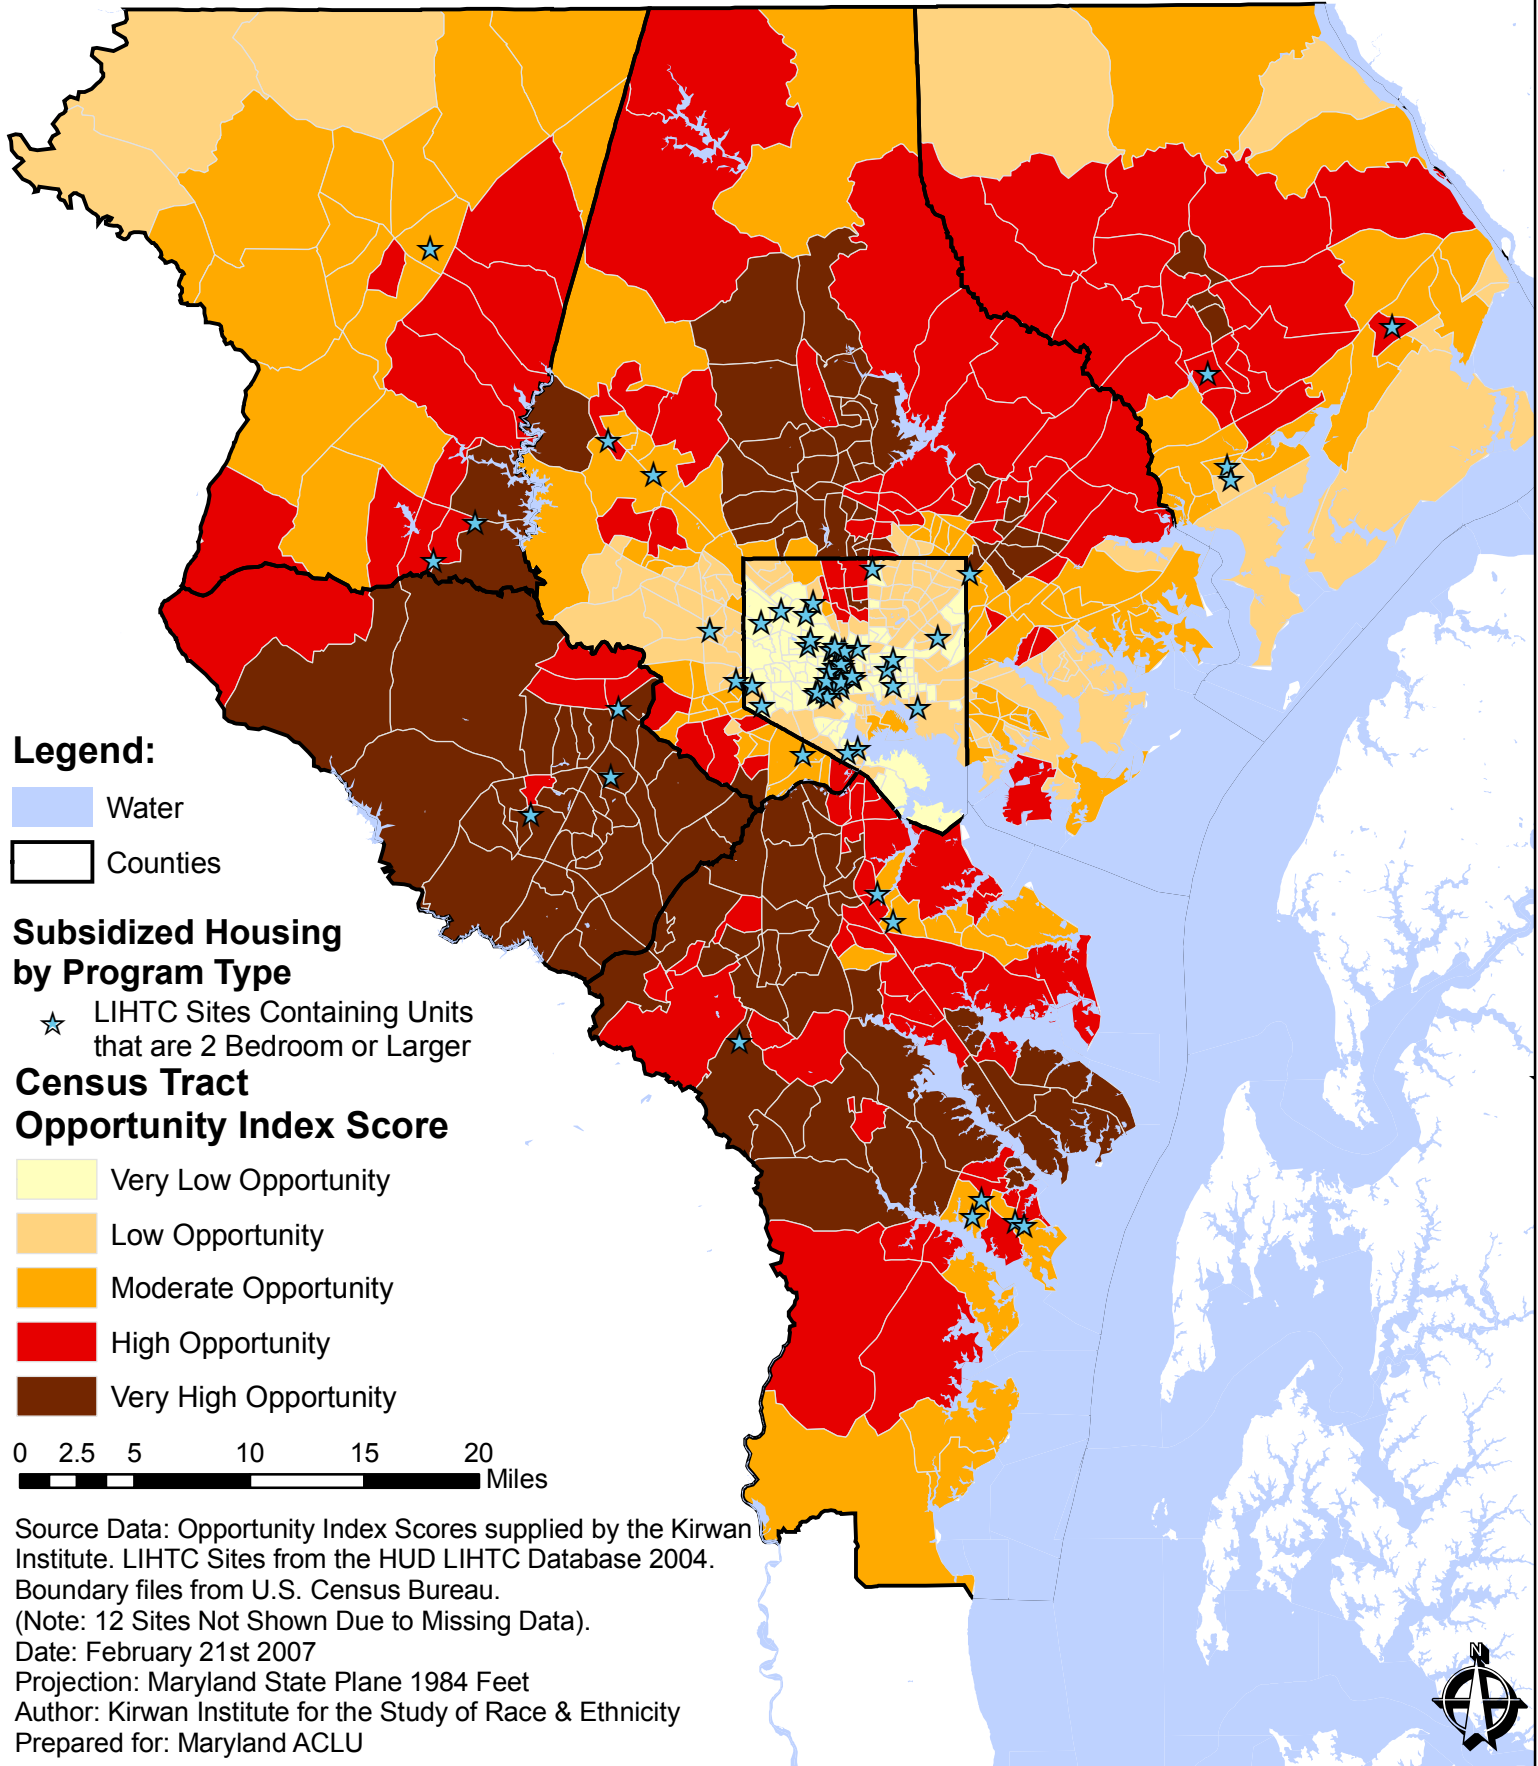 Legend:
Water
Counties
Subsidized Housing
by Program Type
LIHTC Sites Containing Units
that are 2 Bedroom or Larger
Census Tract
Opportunity Index Score
Very Low Opportunity
Low Opportunity
Moderate Opportunity
High Opportunity
Very High Opportunity
0 2.5 5 10 15 20
Miles
Source Data: Opportunity Index Scores supplied by the Kirwan
Institute. LIHTC Sites from the HUD LIHTC Database 2004.
Boundary files from U.S. Census Bureau.
(Note: 12 Sites Not Shown Due to Missing Data).
Date: February 21st 2007
Projection: Maryland State Plane 1984 Feet
Author: Kirwan Institute for the Study of Race & Ethnicity
Prepared for: Maryland ACLU
N